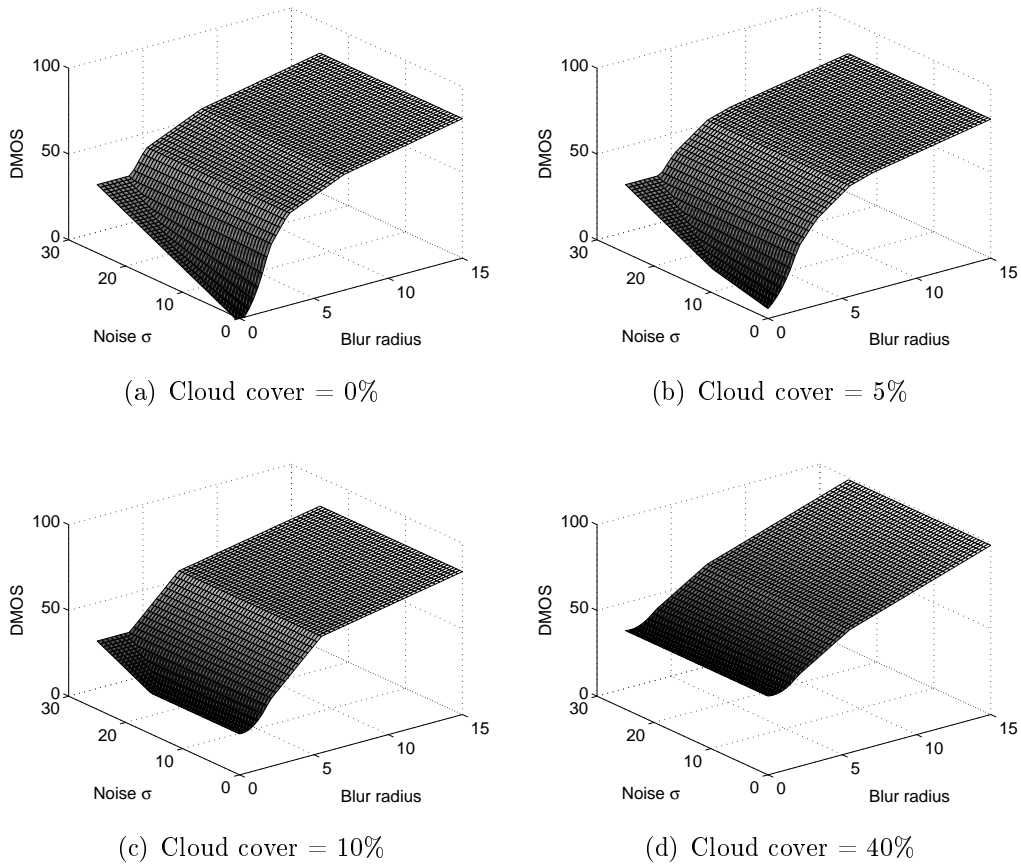 100
50
0
30
20
10
0
0
5
10
15
DMOS
Noise σ
Blur radius
(a) Cloud cover = 0%
100
50
0
30
20
10
0
0
5
10
15
DMOS
Noise σ
Blur radius
(b) Cloud cover = 5%
100
50
0
30
20
10
0
0
5
10
15
DMOS
Noise σ
Blur radius
(c) Cloud cover = 10%
100
50
0
30
20
10
0
0
5
10
15
DMOS
Noise σ
Blur radius
(d) Cloud cover = 40%